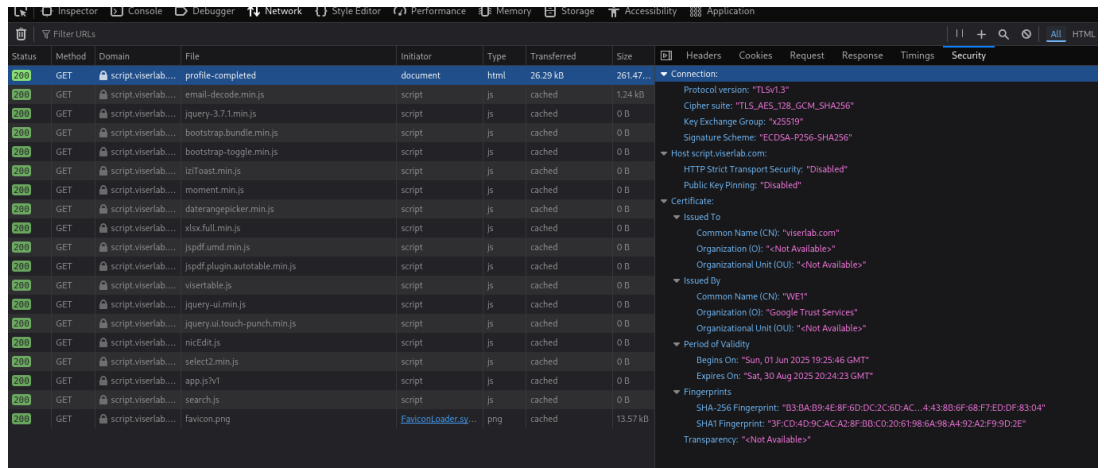 Inspector Console Debugger Network Style Editor Performance Memory Storage Accessibility Application
Filter URLs All HTML
Status Method Domain File Initiator Type Transferred Size
200 GET script.viserlab.... profile-completed document html 26.29 kB 261.47...
200 GET script.viserlab.... email-decode.min.js script js cached 1.24 kB
200 GET script.viserlab.... jquery-3.7.1.min.js script js cached 0 B
200 GET script.viserlab.... bootstrap.bundle.min.js script js cached 0 B
200 GET script.viserlab.... bootstrap-toggle.min.js script js cached 0 B
200 GET script.viserlab.... iziToast.min.js script js cached 0 B
200 GET script.viserlab.... moment.min.js script js cached 0 B
200 GET script.viserlab.... daterangepicker.min.js script js cached 0 B
200 GET script.viserlab.... xlsx.full.min.js script js cached 0 B
200 GET script.viserlab.... jspdf.umd.min.js script js cached 0 B
200 GET script.viserlab.... jspdf.plugin.autotable.min.js script js cached 0 B
200 GET script.viserlab.... visertable.js script js cached 0 B
200 GET script.viserlab.... jquery-ui.min.js script js cached 0 B
200 GET script.viserlab.... jquery.ui.touch-punch.min.js script js cached 0 B
200 GET script.viserlab.... nicEdit.js script js cached 0 B
200 GET script.viserlab.... select2.min.js script js cached 0 B
200 GET script.viserlab.... app.js?v1 script js cached 0 B
200 GET script.viserlab.... search.js script js cached 0 B
200 GET script.viserlab.... favicon.png FaviconLoader.sy... png cached 13.57 kB
Headers Cookies Request Response Timings Security
Connection:
Protocol version: "TLSv1.3"
Cipher suite: "TLS_AES_128_GCM_SHA256"
Key Exchange Group: "x25519"
Signature Scheme: "ECDSA-P256-SHA256"
Host script.viserlab.com:
HTTP Strict Transport Security: "Disabled"
Public Key Pinning: "Disabled"
Certificate:
Issued To
Common Name (CN): "viserlab.com"
Organization (O): "<Not Available>"
Organizational Unit (OU): "<Not Available>"
Issued By
Common Name (CN): "WE1"
Organization (O): "Google Trust Services"
Organizational Unit (OU): "<Not Available>"
Period of Validity
Begins On: "Sun, 01 Jun 2025 19:25:46 GMT"
Expires On: "Sat, 30 Aug 2025 20:24:23 GMT"
Fingerprints
SHA-256 Fingerprint: "B3:BA:B9:4E:8F:6D:DC:2C:6D:AC...4:43:8D:6F:68:F7:ED:DF:83:04"
SHA1 Fingerprint: "3F:CD:4D:9C:AC:A2:8F:BB:C0:20:61:98:6A:98:A4:92:A2:F9:9D:2E"
Transparency: "<Not Available>"